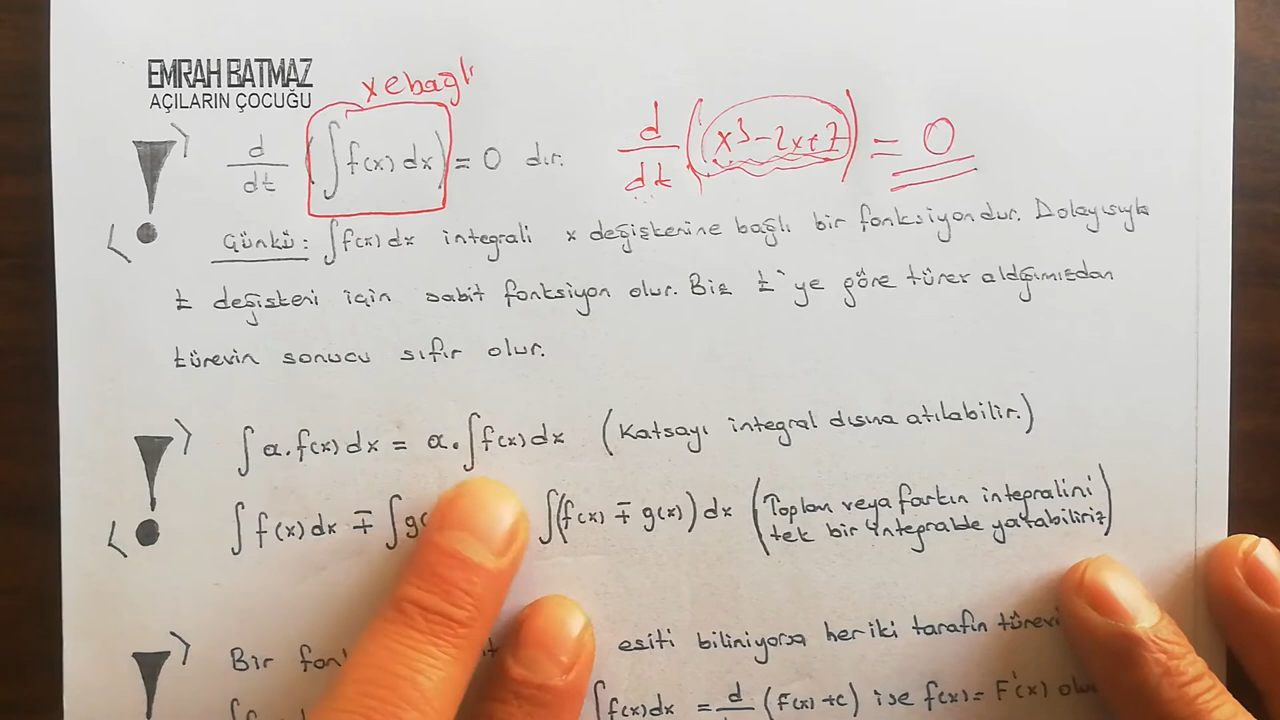 EMRAH BATMAZ
AÇILARIN ÇOCUĞU
x e bağlı
d/dt (∫f(x) dx) = 0 dır.
d/dt (x³-2x+7) = 0
Çünkü: ∫f(x) dx integrali x değişkenine bağlı bir fonksiyondur. Dolayısıyla
t değişkeni için sabit fonksiyon olur. Biz t'ye göre türev aldığımızdan
türevin sonucu sıfır olur.
∫α.f(x) dx = α.∫f(x) dx (Katsayı integral dışına atılabilir.)
∫f(x) dx ∓ ∫g( ∫(f(x) ∓ g(x)) dx (Toplam veya farkın integralini
tek bir integralde yazabiliriz)
Bir eşiti biliniyorsa her iki tarafın türevi
∫f(x) dx = d (F(x)+c) ise f(x) = F'(x)